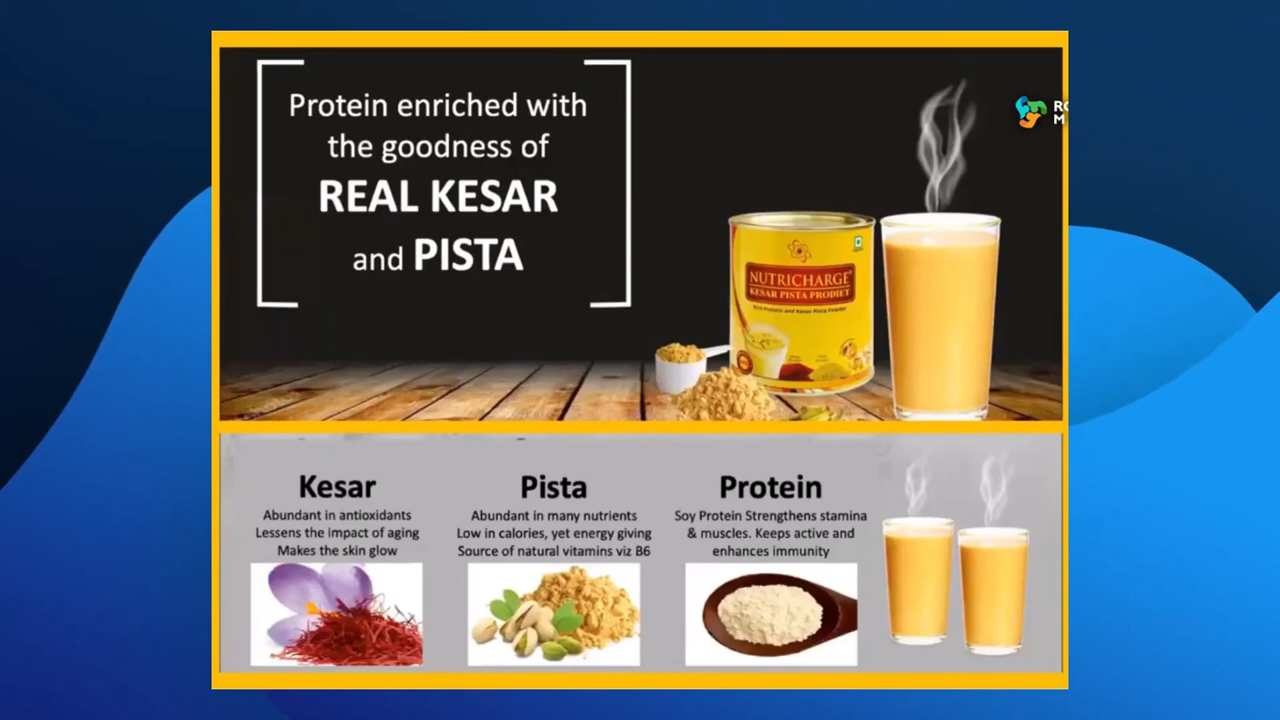 Protein enriched with
the goodness of
REAL KESAR
and PISTA
NUTRICHARGE®
KESAR PISTA PRODIET
Kesar
Abundant in antioxidants
Lessens the impact of aging
Makes the skin glow
Pista
Abundant in many nutrients
Low in calories, yet energy giving
Source of natural vitamins viz B6
Protein
Soy Protein Strengthens stamina
& muscles. Keeps active and
enhances immunity